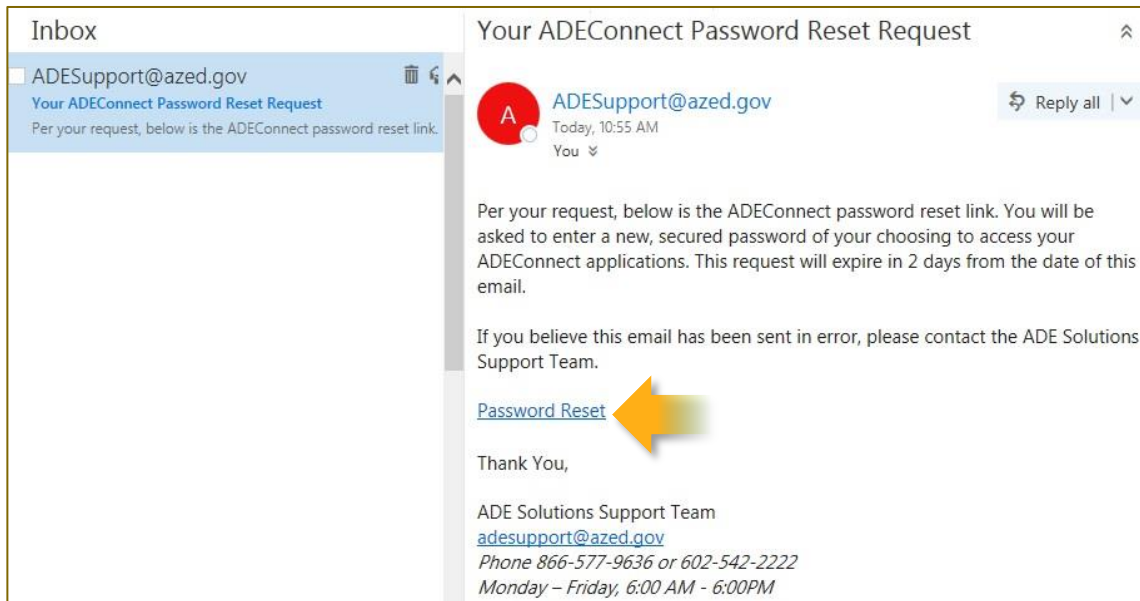 Inbox
ADESupport@azed.gov
Your ADEConnect Password Reset Request
Per your request, below is the ADEConnect password reset link.
Your ADEConnect Password Reset Request
A
ADESupport@azed.gov
Reply all
Today, 10:55 AM
You
Per your request, below is the ADEConnect password reset link. You will be
asked to enter a new, secured password of your choosing to access your
ADEConnect applications. This request will expire in 2 days from the date of this
email.
If you believe this email has been sent in error, please contact the ADE Solutions
Support Team.
Password Reset
Thank You,
ADE Solutions Support Team
adesupport@azed.gov
Phone 866-577-9636 or 602-542-2222
Monday – Friday, 6:00 AM - 6:00PM